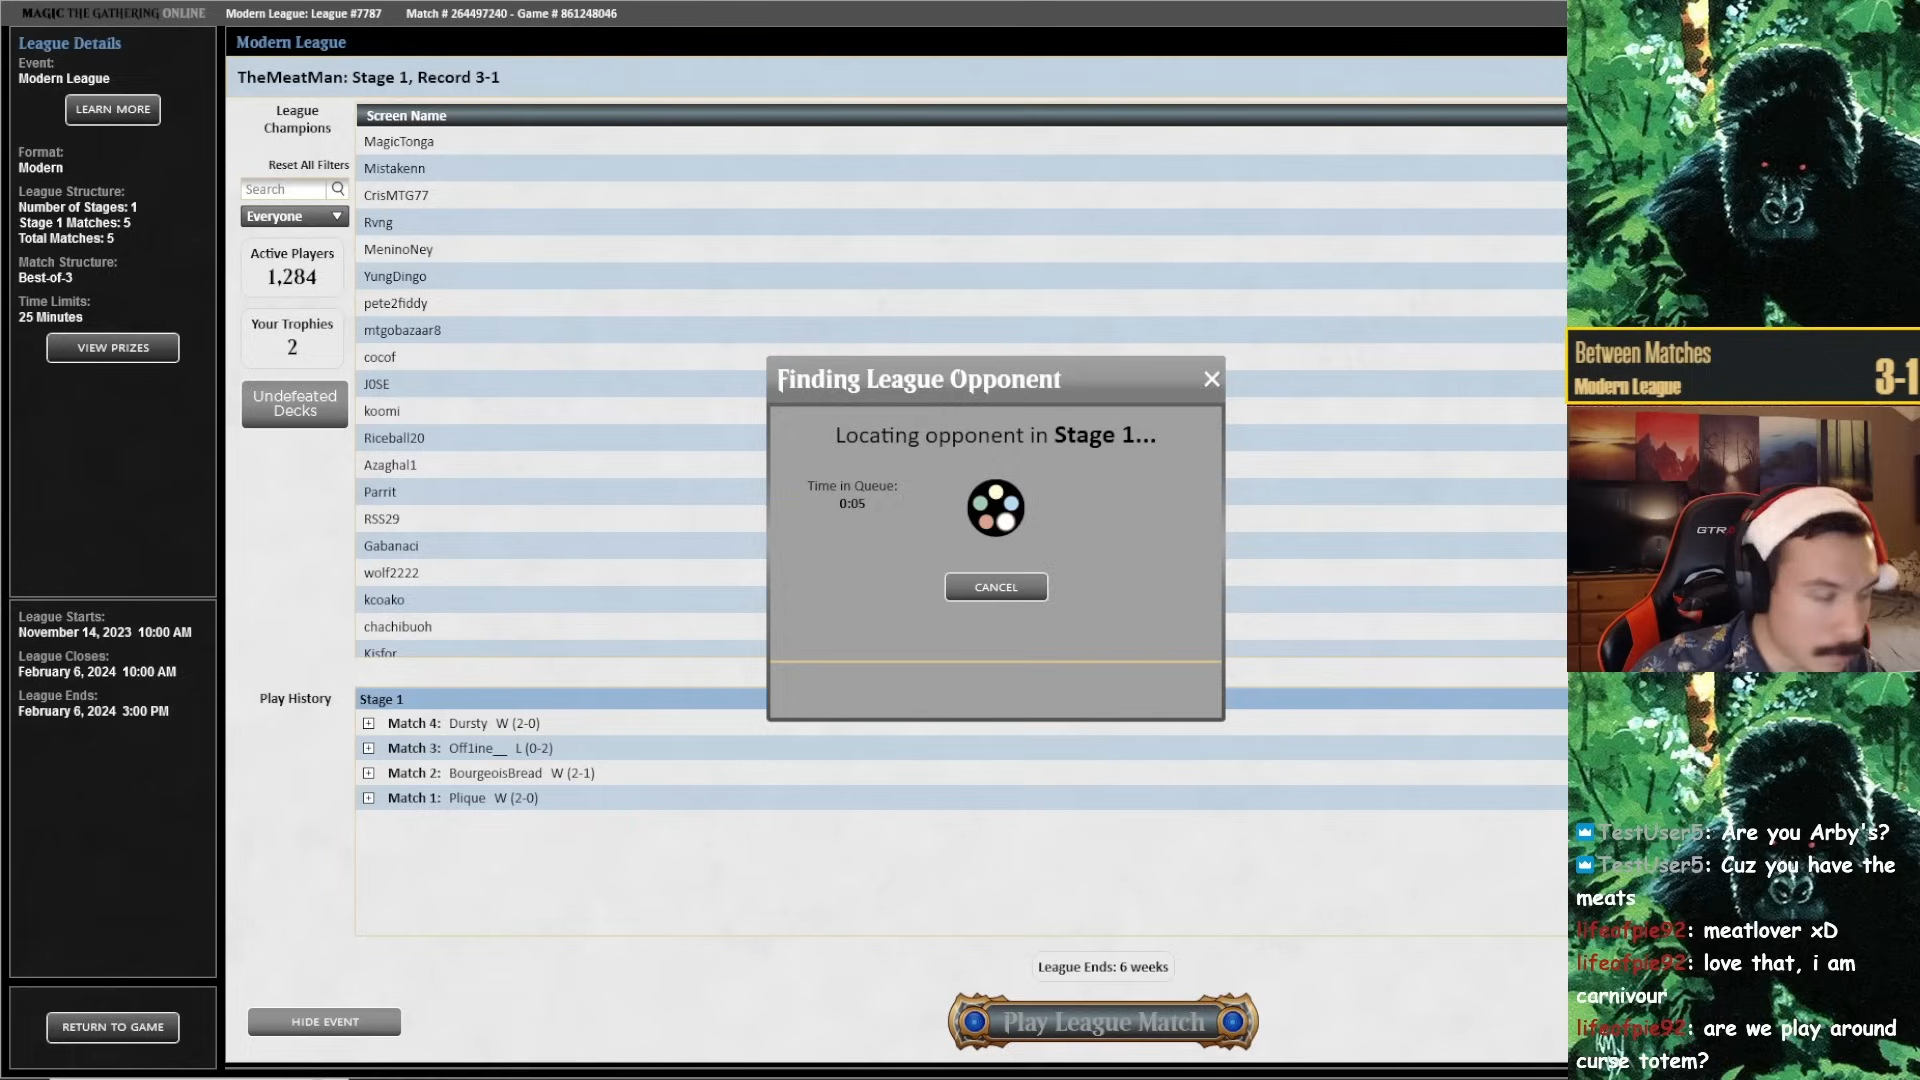 MAGIC THE GATHERING ONLINE
Modern League: League #7787
Match # 264497240 - Game # 861248046
League Details
Event:
Modern League
LEARN MORE
Format:
Modern
League Structure:
Number of Stages: 1
Stage 1 Matches: 5
Total Matches: 5
Match Structure:
Best-of-3
Time Limits:
25 Minutes
VIEW PRIZES
League Starts:
November 14, 2023 10:00 AM
League Closes:
February 6, 2024 10:00 AM
League Ends:
February 6, 2024 3:00 PM
RETURN TO GAME
Modern League
TheMeatMan: Stage 1, Record 3-1
League
Champions
Reset All Filters
Search
Everyone
Active Players
1,284
Your Trophies
2
Undefeated
Decks
Screen Name
MagicTonga
Mistakenn
CrisMTG77
Rvng
MeninoNey
YungDingo
pete2fiddy
mtgobazaar8
cocof
J0SE
koomi
Riceball20
Azaghal1
Parrit
RSS29
Gabanaci
wolf2222
kcoako
chachibuoh
Kisfor
Finding League Opponent
Locating opponent in Stage 1...
Time in Queue:
0:05
CANCEL
Play History
Stage 1
Match 4: Dursty W (2-0)
Match 3: Off1ine__ L (0-2)
Match 2: BourgeoisBread W (2-1)
Match 1: Plique W (2-0)
League Ends: 6 weeks
HIDE EVENT
Play League Match
Between Matches
Modern League
3-1
GTR
TestUser5: Are you Arby's?
TestUser5: Cuz you have the
meats
lifeofpie92: meatlover xD
lifeofpie92: love that, i am
carnivour
lifeofpie92: are we play around
curse totem?